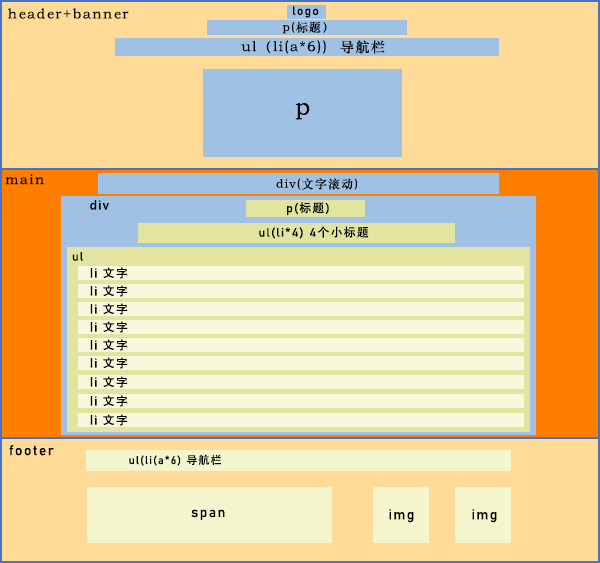 header+banner
logo
p(标题)
ul (li(a*6)) 导航栏
p
main
div(文字滚动)
div
p(标题)
ul(li*4) 4个小标题
ul
li 文字
li 文字
li 文字
li 文字
li 文字
li 文字
li 文字
li 文字
li 文字
footer
ul(li(a*6) 导航栏
span
img
img